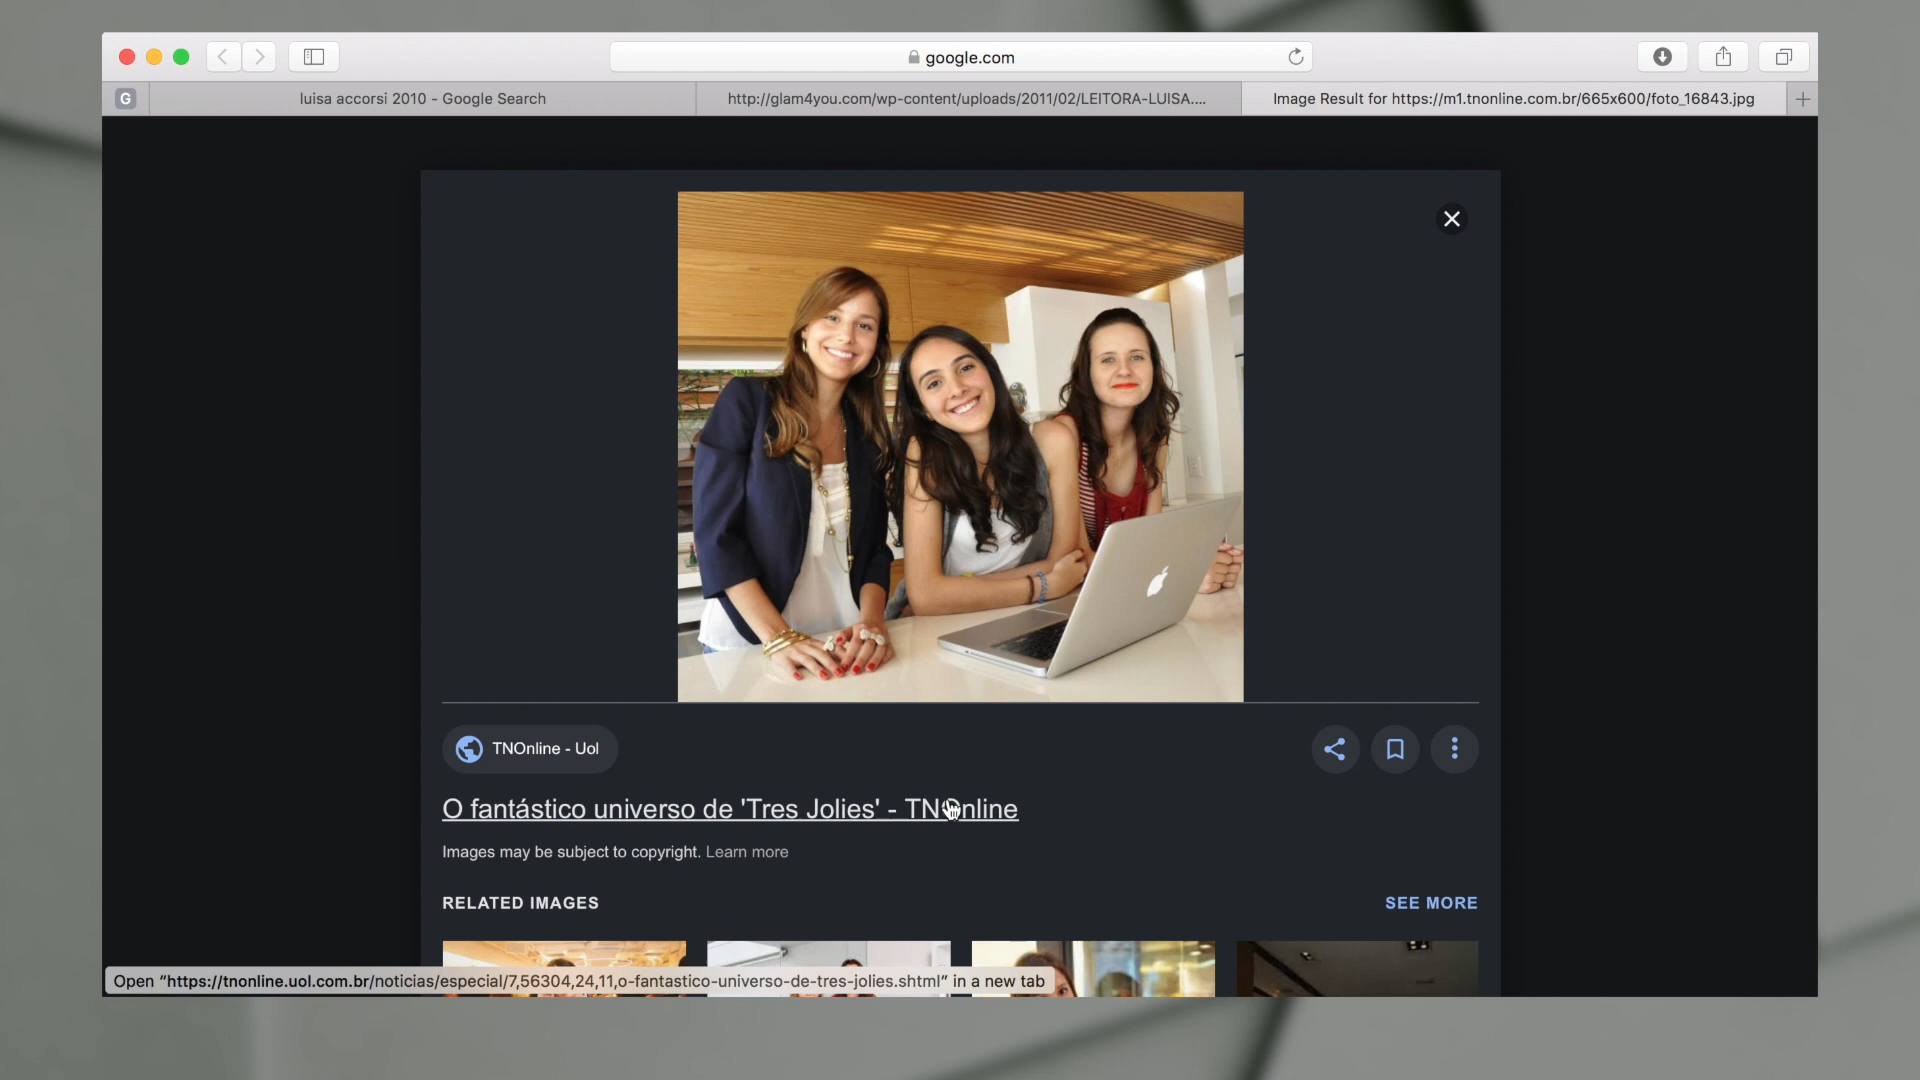 google.com
G
luisa accorsi 2010 - Google Search
http://glam4you.com/wp-content/uploads/2011/02/LEITORA-LUISA....
Image Result for https://m1.tnonline.com.br/665x600/foto_16843.jpg
TNOnline - Uol
O fantástico universo de 'Tres Jolies' - TNOnline
Images may be subject to copyright. Learn more
RELATED IMAGES
SEE MORE
Open “https://tnonline.uol.com.br/noticias/especial/7,56304,24,11,o-fantastico-universo-de-tres-jolies.shtml” in a new tab